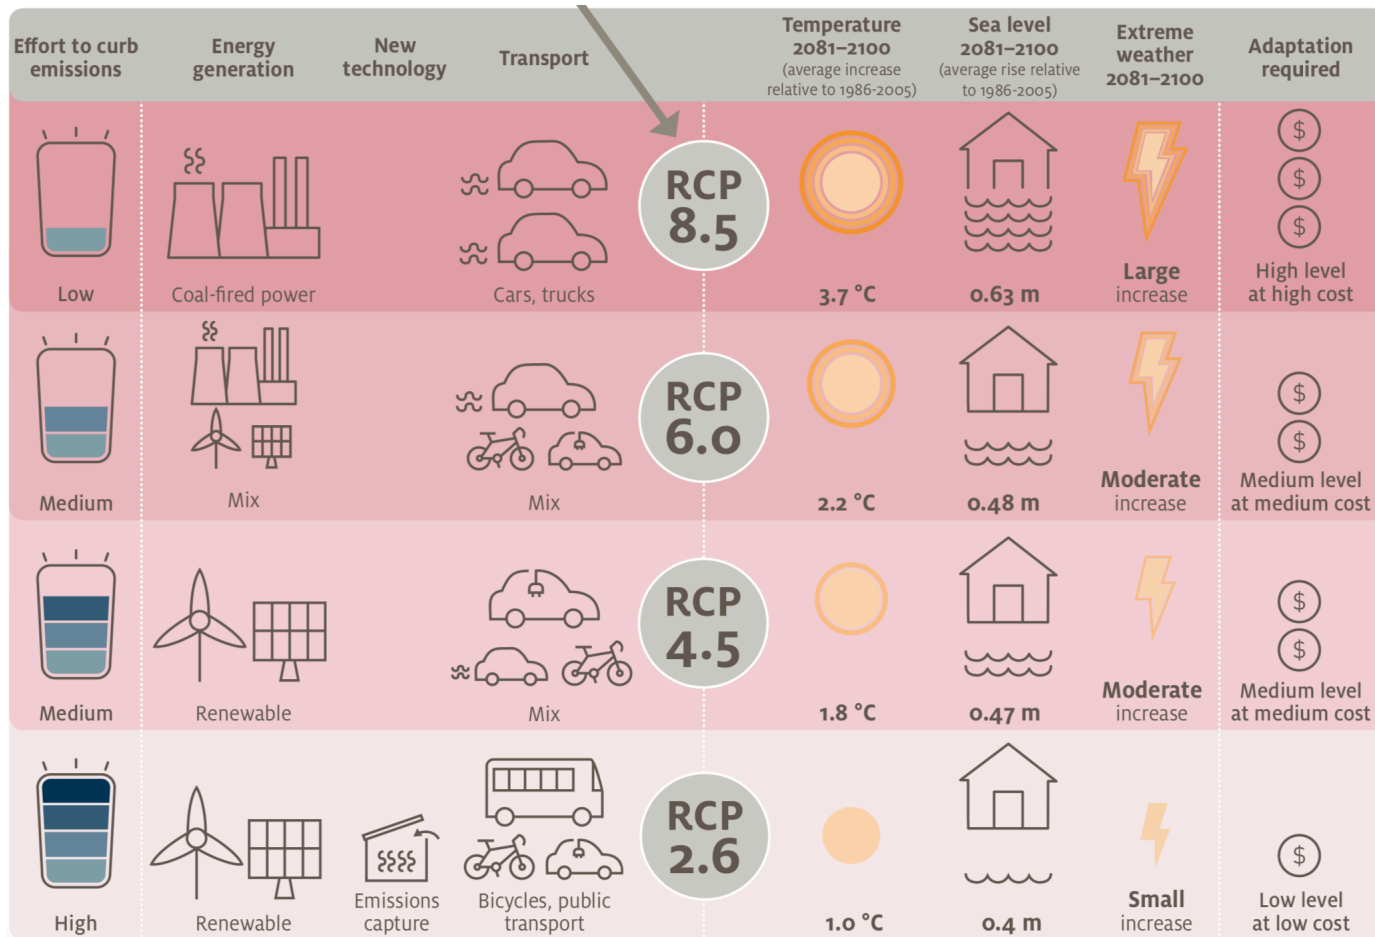 Effort to curb
emissions
Energy
generation
New
technology
Transport
Temperature
2081–2100
(average increase
relative to 1986-2005)
Sea level
2081–2100
(average rise relative
to 1986-2005)
Extreme
weather
2081–2100
Adaptation
required
Low
Coal-fired power
Cars, trucks
RCP
8.5
3.7 °C
0.63 m
Large
increase
$
$
$
High level
at high cost
Medium
Mix
Mix
RCP
6.0
2.2 °C
0.48 m
Moderate
increase
$
$
Medium level
at medium cost
Medium
Renewable
Mix
RCP
4.5
1.8 °C
0.47 m
Moderate
increase
$
$
Medium level
at medium cost
High
Renewable
Emissions
capture
Bicycles, public
transport
RCP
2.6
1.0 °C
0.4 m
Small
increase
$
Low level
at low cost